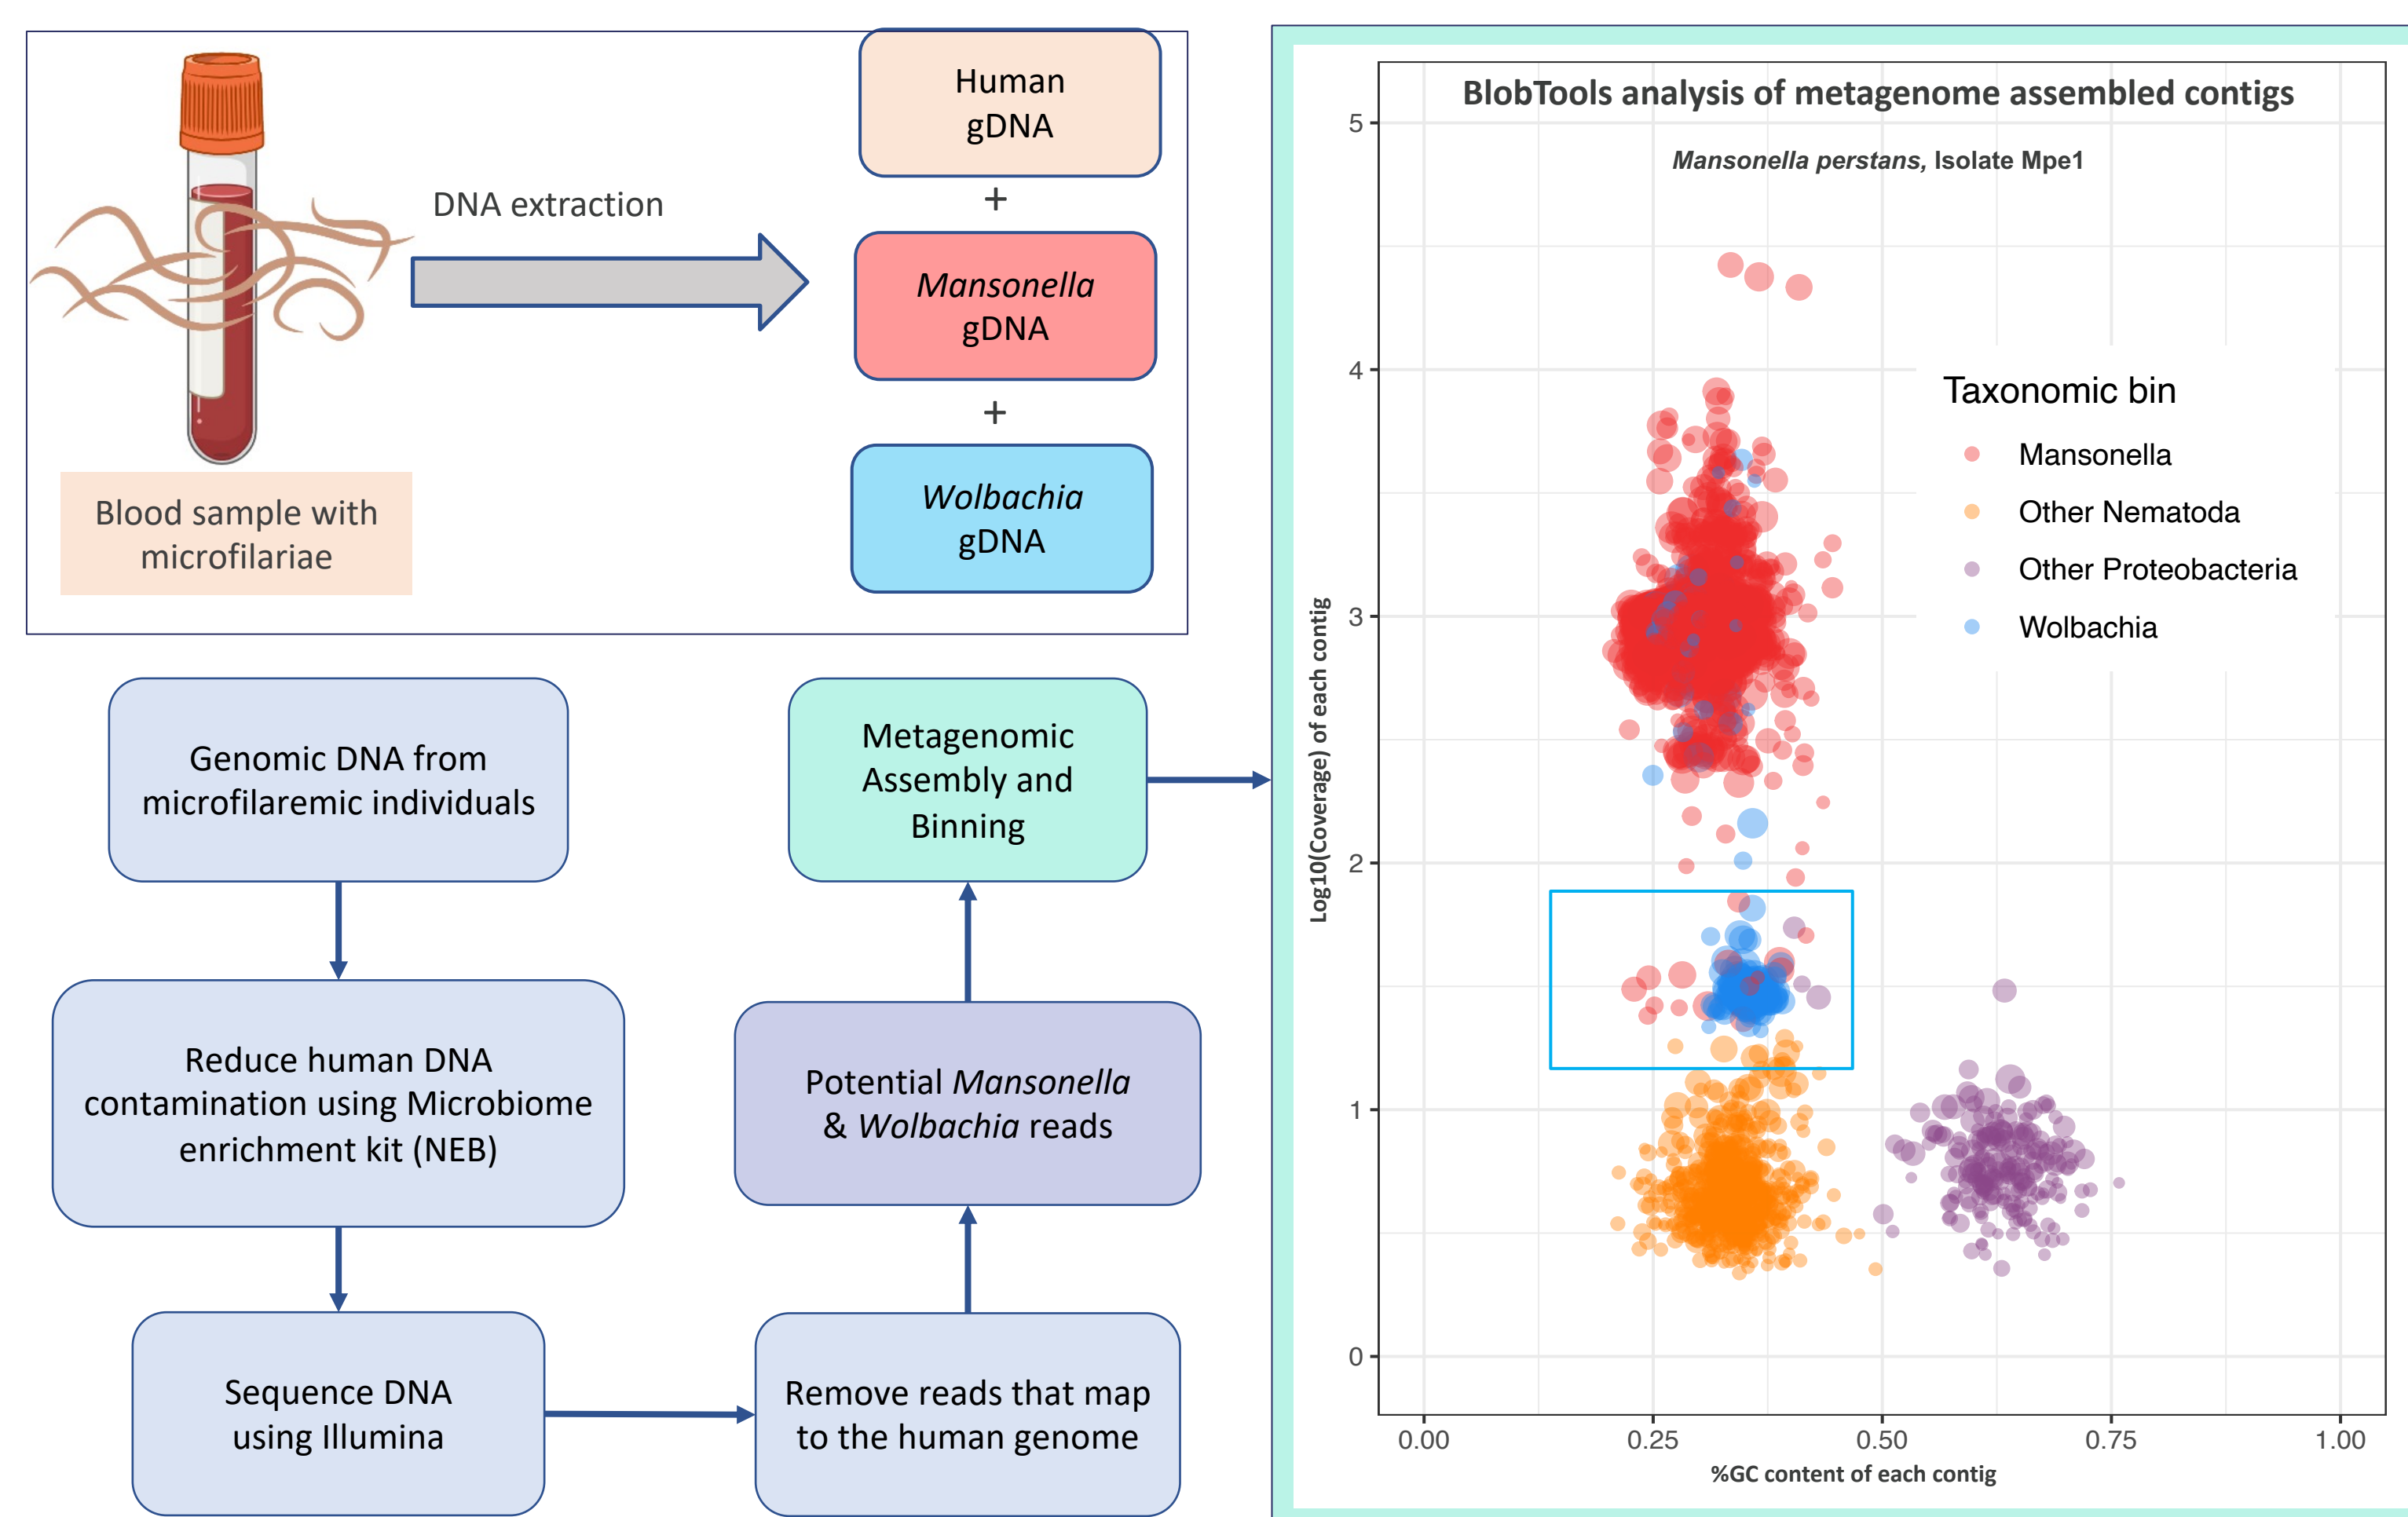 DNA extraction
Blood sample with
microfilariae
Human
gDNA
+
Mansonella
gDNA
+
Wolbachia
gDNA
Genomic DNA from
microfilaremic individuals
Reduce human DNA
contamination using Microbiome
enrichment kit (NEB)
Sequence DNA
using Illumina
Remove reads that map
to the human genome
Potential Mansonella
& Wolbachia reads
Metagenomic
Assembly and
Binning
BlobTools analysis of metagenome assembled contigs
Mansonella perstans, Isolate Mpe1
Log10(Coverage) of each contig
5
4
3
2
1
0
Taxonomic bin
Mansonella
Other Nematoda
Other Proteobacteria
Wolbachia
0.00 0.25 0.50 0.75 1.00
%GC content of each contig